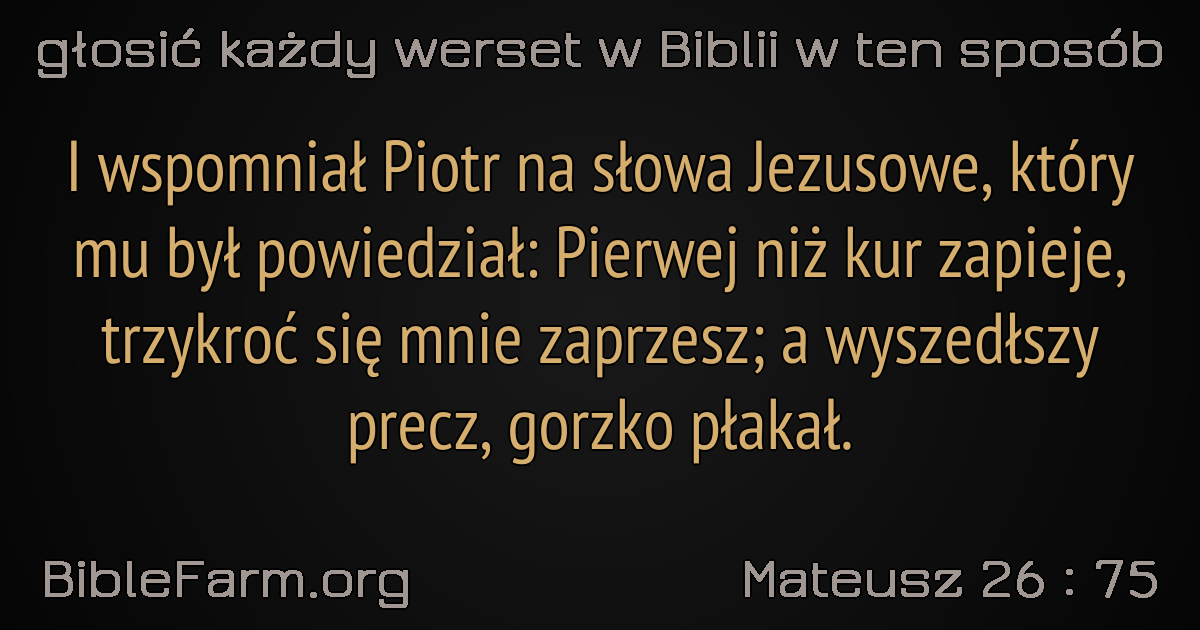 głosić każdy werset w Biblii w ten sposób
I wspomniał Piotr na słowa Jezusowe, który
mu był powiedział: Pierwej niż kur zapieje,
trzykroć się mnie zaprzesz; a wyszedłszy
precz, gorzko płakał.
BibleFarm.org
Mateusz 26 : 75